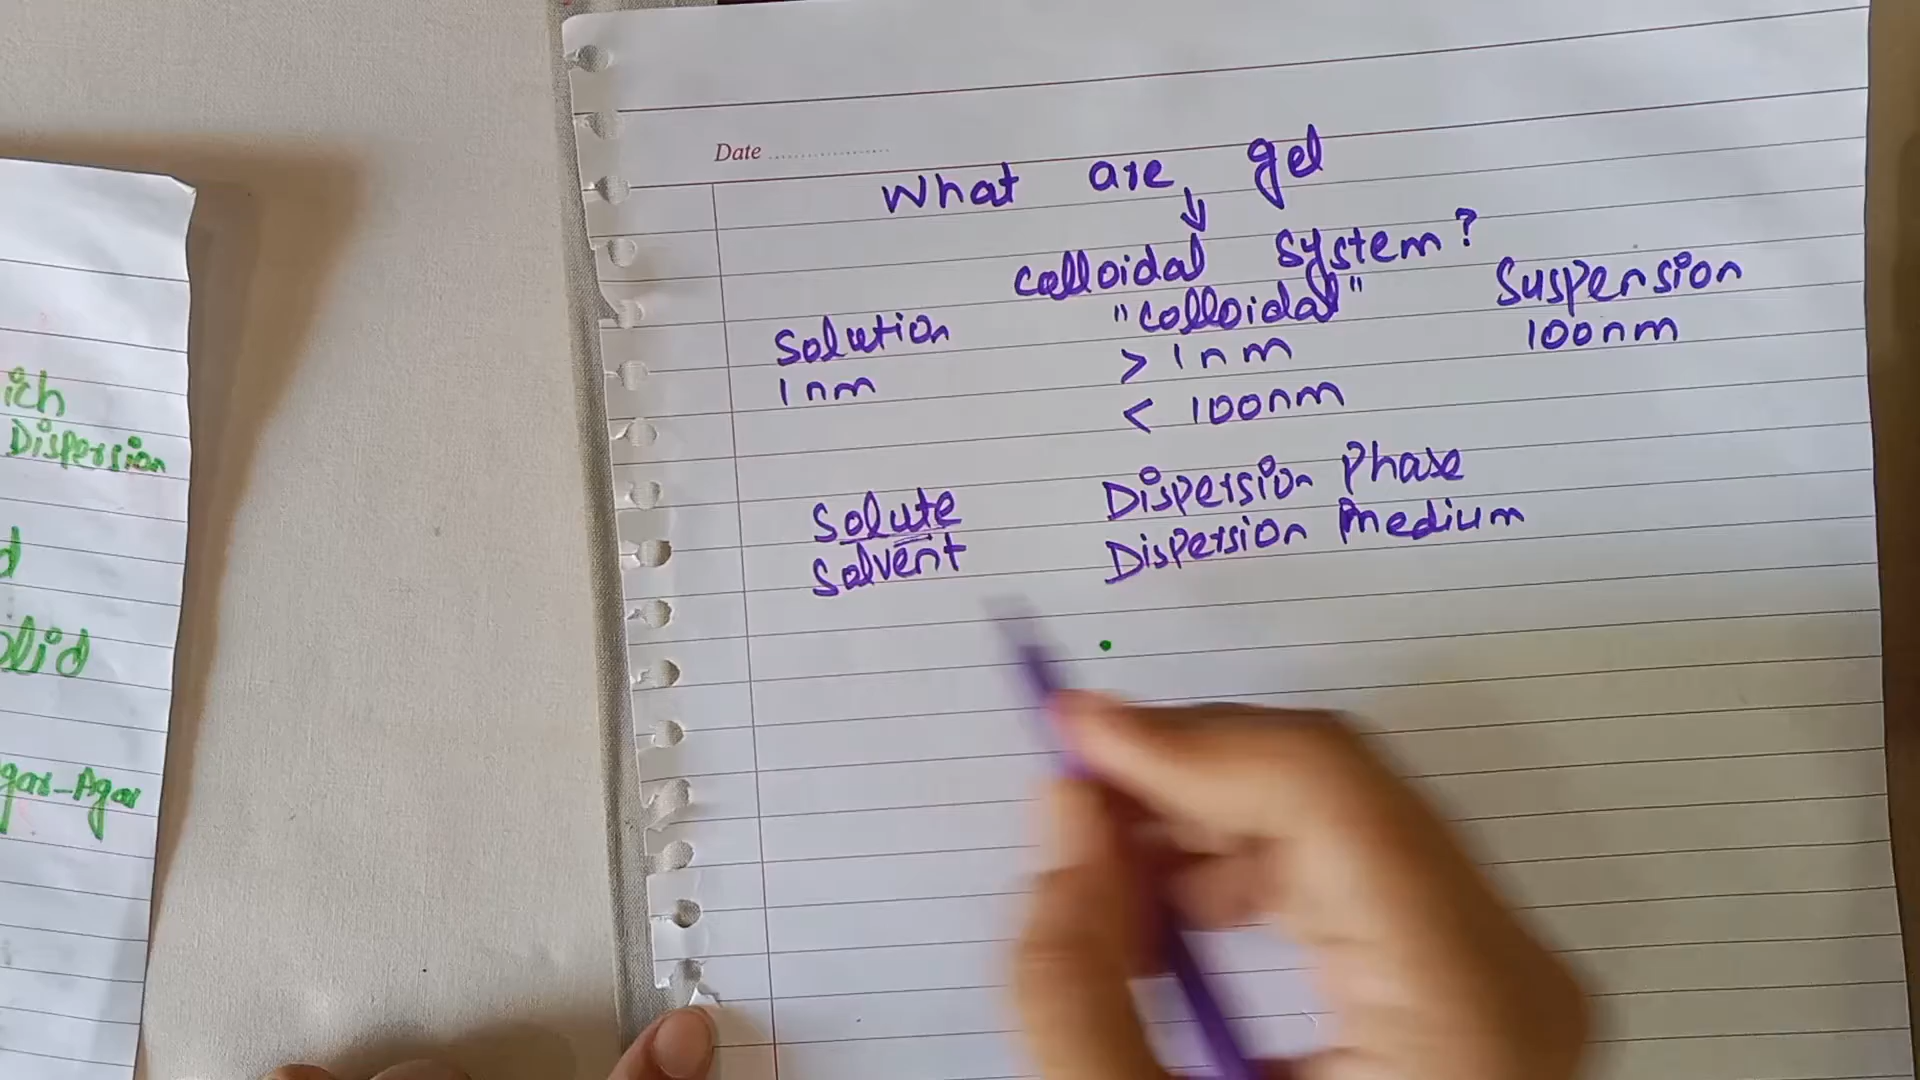 ich
Dispersion
d
olid
gar-Agar
Date
What are gel
colloidal system?
Solution "colloidal" Suspension
1nm > 1nm 100nm
< 100nm
Solute Dispersion Phase
Solvent Dispersion Medium